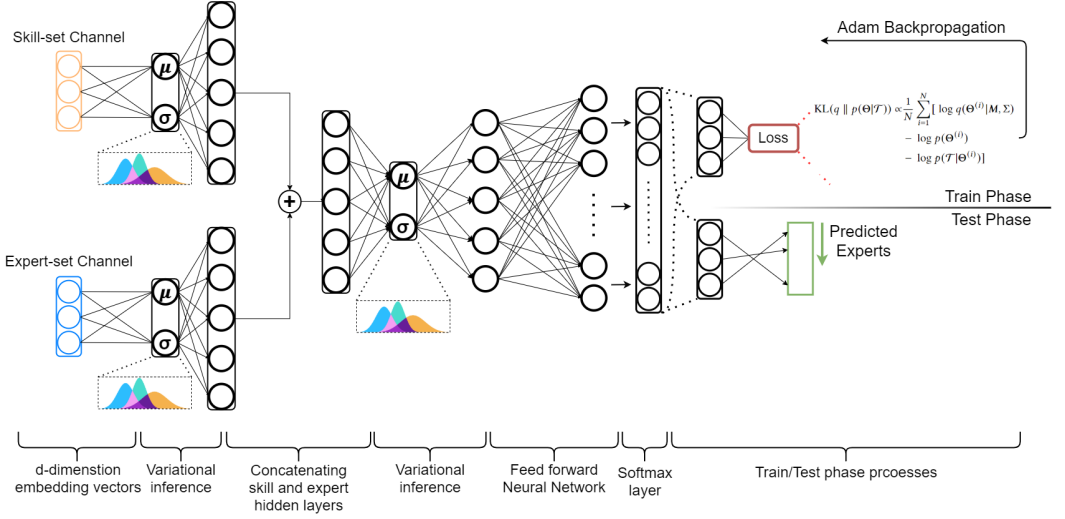 Skill-set Channel
μ
σ
Expert-set Channel
μ
σ
+
μ
σ
Adam Backpropagation
KL(q ∥ p(Θ|𝒯)) ∝ 1/N ∑_{i=1}^{N} [ log q(Θ^{(i)}|M, Σ)
− log p(Θ^{(i)})
− log p(𝒯|Θ^{(i)})]
Loss
Train Phase
Test Phase
Predicted
Experts
d-dimenstion
embedding vectors
Variational
inference
Concatenating
skill and expert
hidden layers
Variational
inference
Feed forward
Neural Network
Softmax
layer
Train/Test phase prcoesses